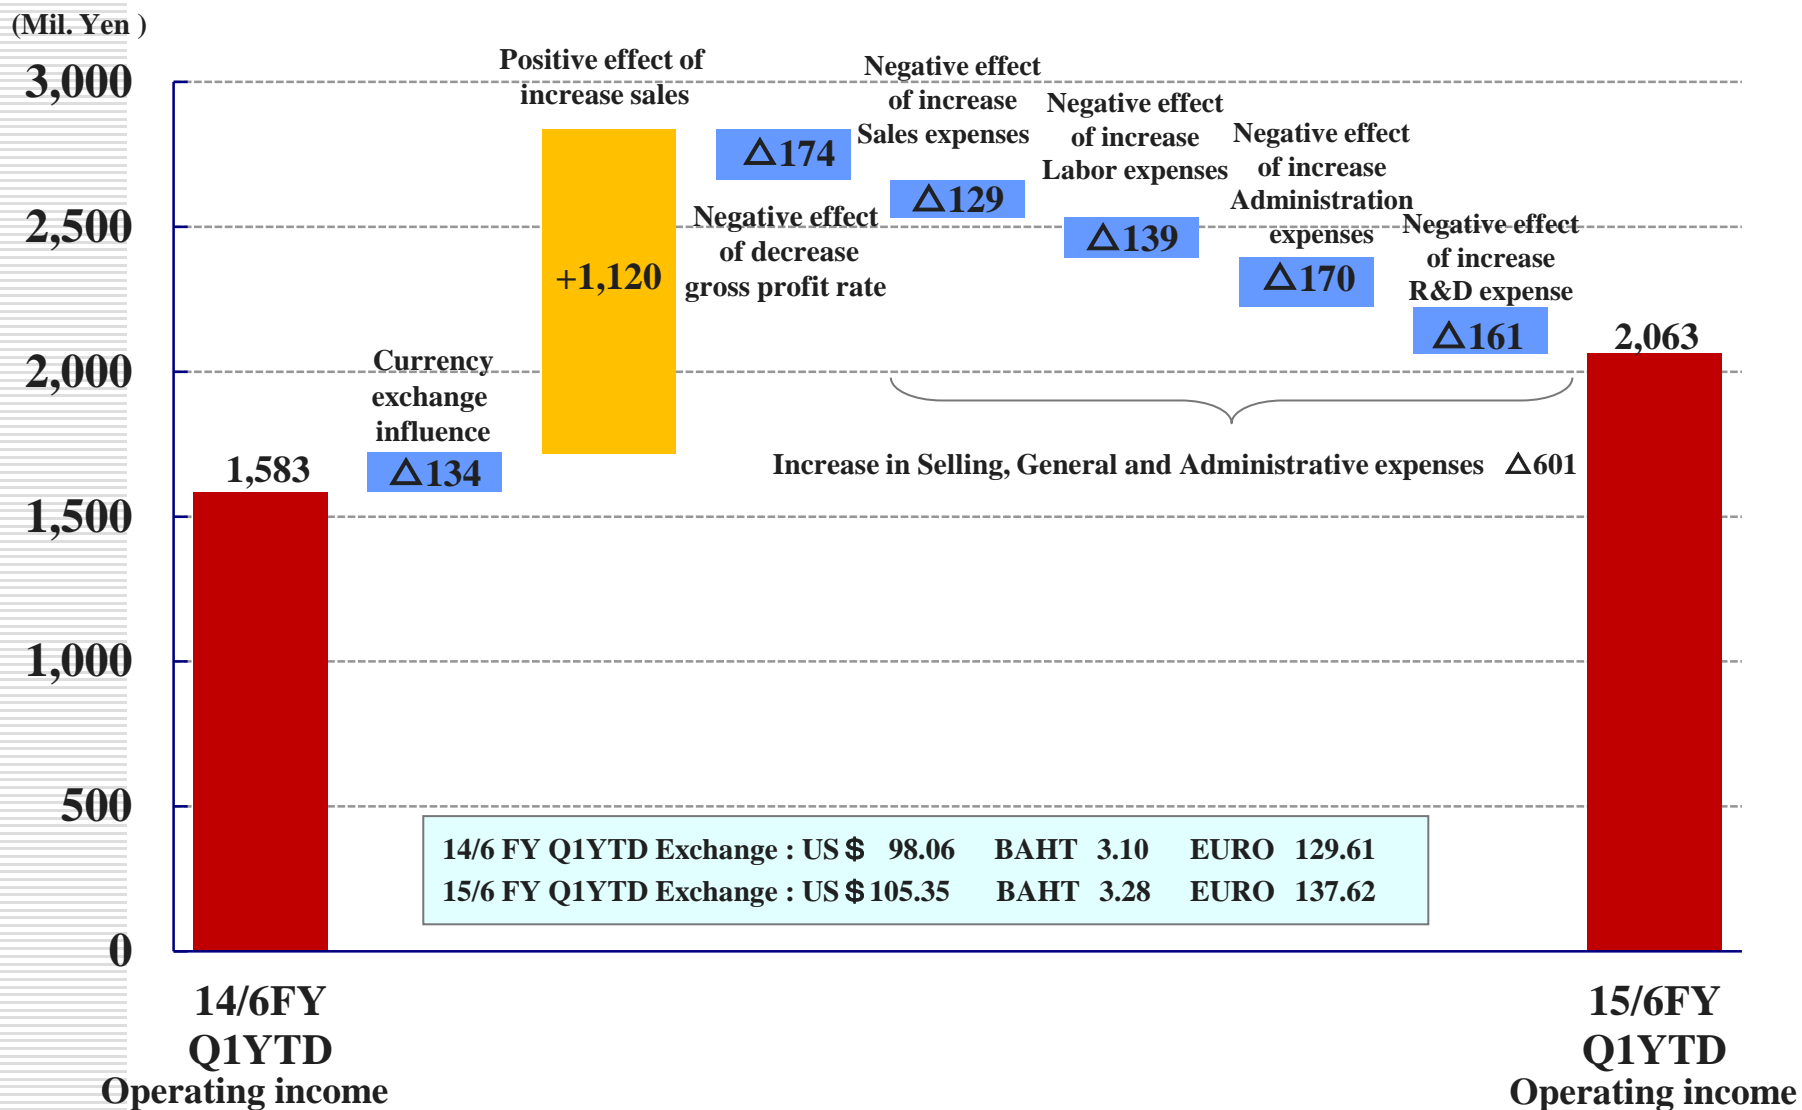 (Mil. Yen )
3,000
2,500
2,000
1,500
1,000
500
0
1,583
Currency
exchange
influence
△134
Positive effect of
increase sales
+1,120
△174
Negative effect
of decrease
gross profit rate
Negative effect
of increase
Sales expenses
△129
Negative effect
of increase
Labor expenses
△139
Negative effect
of increase
Administration
expenses
△170
Negative effect
of increase
R&D expense
△161
2,063
Increase in Selling, General and Administrative expenses △601
14/6 FY Q1YTD Exchange : US $ 98.06 BAHT 3.10 EURO 129.61
15/6 FY Q1YTD Exchange : US $ 105.35 BAHT 3.28 EURO 137.62
14/6FY
Q1YTD
Operating income
15/6FY
Q1YTD
Operating income